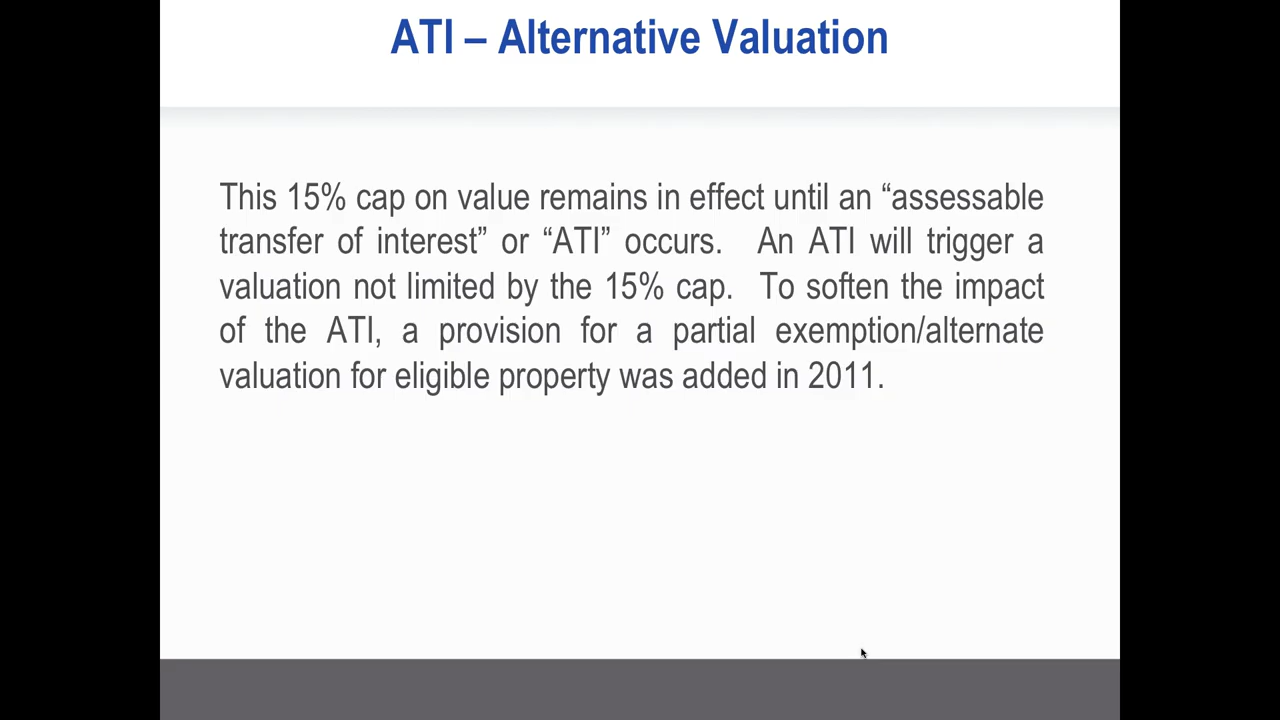 ATI – Alternative Valuation
This 15% cap on value remains in effect until an “assessable
transfer of interest” or “ATI” occurs. An ATI will trigger a
valuation not limited by the 15% cap. To soften the impact
of the ATI, a provision for a partial exemption/alternate
valuation for eligible property was added in 2011.